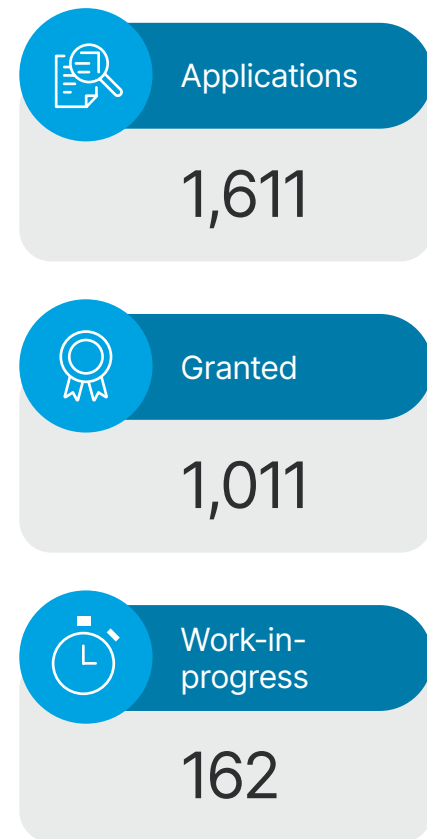 Applications
1,611
Granted
1,011
Work-in-
progress
162